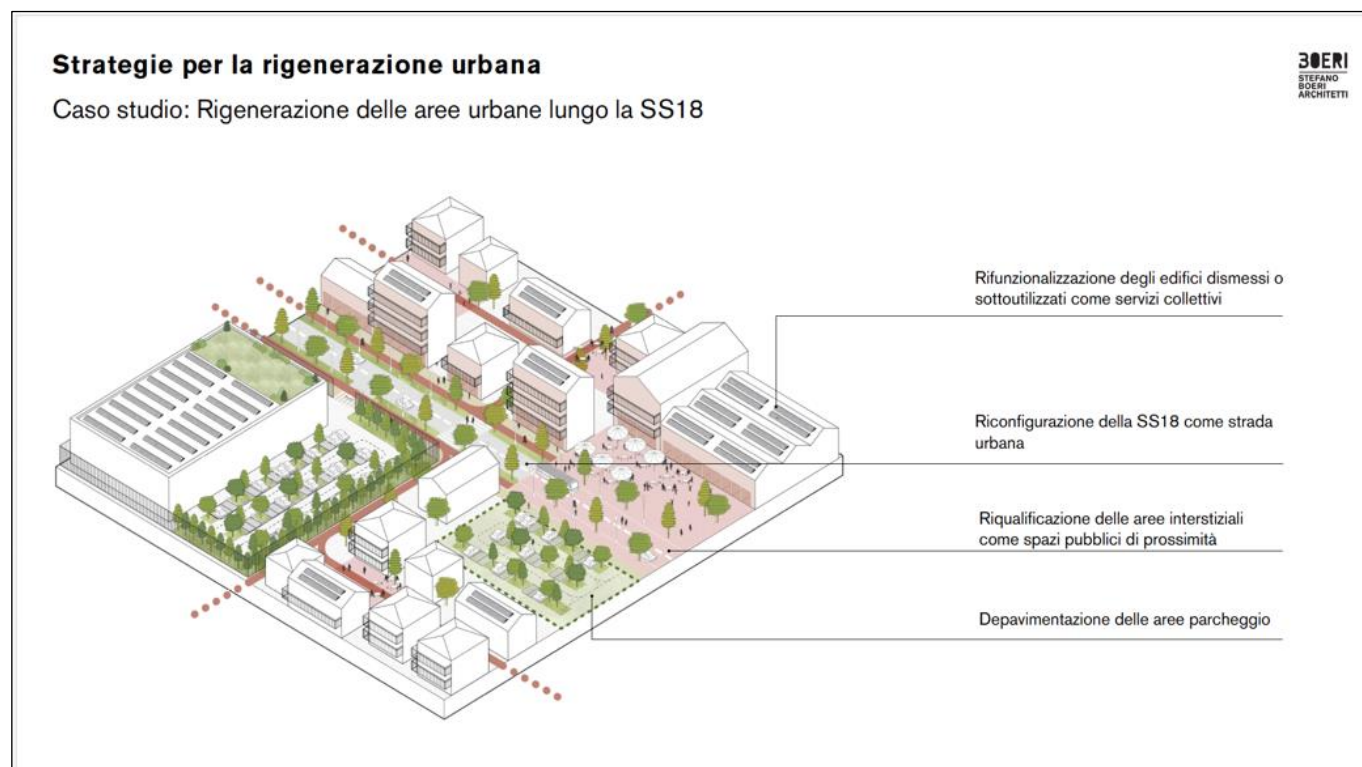 Strategie per la rigenerazione urbana
Caso studio: Rigenerazione delle aree urbane lungo la SS18
BOERI
STEFANO
BOERI
ARCHITETTI
Rifunzionalizzazione degli edifici dismessi o
sottoutilizzati come servizi collettivi
Riconfigurazione della SS18 come strada
urbana
Riqualificazione delle aree interstiziali
come spazi pubblici di prossimità
Depavimentazione delle aree parcheggio